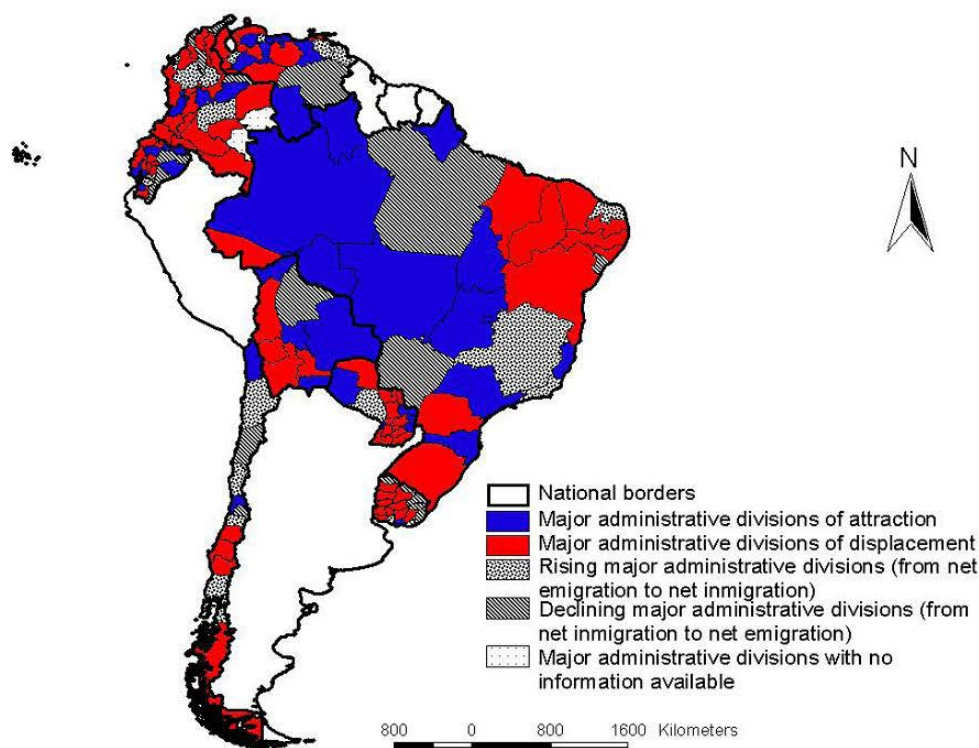 N
National borders
Major administrative divisions of attraction
Major administrative divisions of displacement
Rising major administrative divisions (from net
emigration to net inmigration)
Declining major administrative divisions (from
net inmigration to net emigration)
Major administrative divisions with no
information available
800 0 800 1600 Kilometers